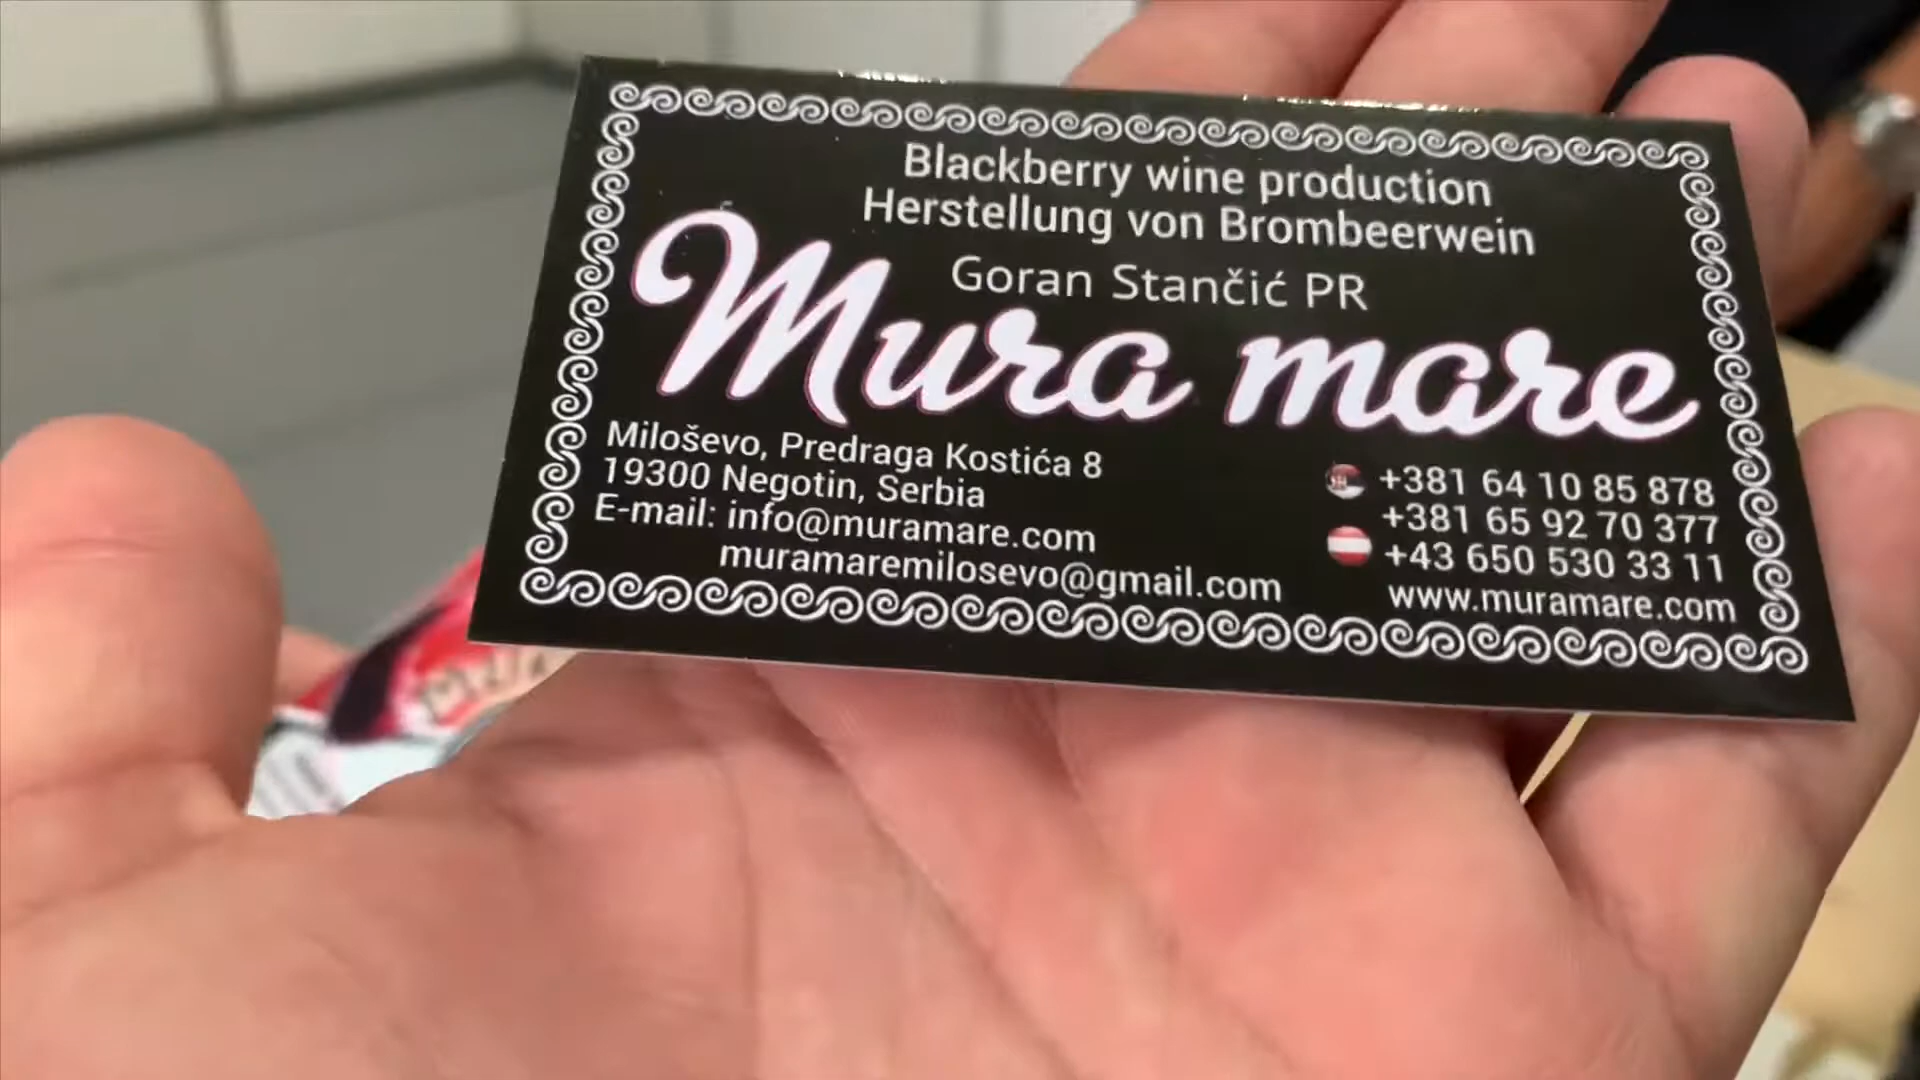 Blackberry wine production
Herstellung von Brombeerwein
Goran Stančić PR
Mura mare
Miloševo, Predraga Kostića 8
19300 Negotin, Serbia
E-mail: info@muramare.com
muramaremilosevo@gmail.com
+381 64 10 85 878
+381 65 92 70 377
+43 650 530 33 11
www.muramare.com